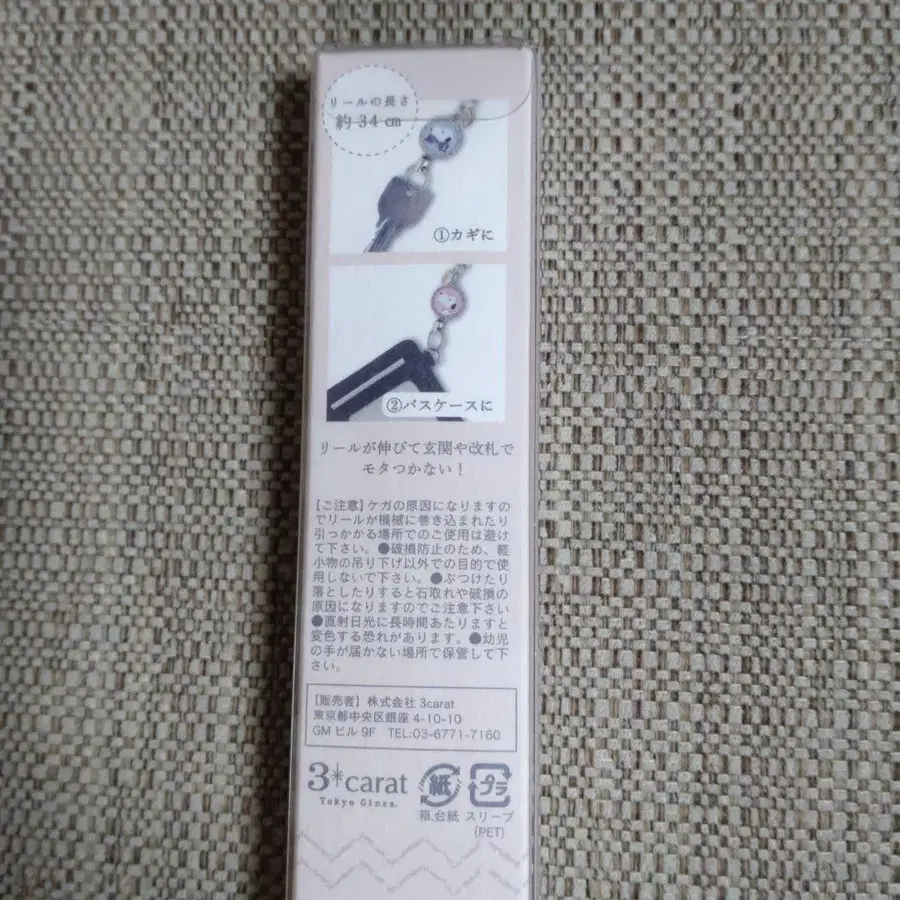 リールの長さ
約34㎝
①カギに
②パスケースに
リールが伸びて玄関や改札で
モタつかない！
【ご注意】ケガの原因になりますの
でリールが機械に巻き込まれたり
引っかかる場所でのご使用は避け
て下さい。●破損防止のため、軽
小物の吊り下げ以外での目的で使
用しないで下さい。●ぶつけたり
落としたりすると石取れや破損の
原因になりますのでご注意下さい
●直射日光に長時間あたりますと
変色する恐れがあります。●幼児
の手が届かない場所で保管して下
さい。
【販売者】株式会社 3carat
東京都中央区銀座 4-10-10
GM ビル 9F TEL:03-6771-7160
3*carat
Tokyo Ginza.
紙
箱,台紙
プラ
スリーブ
(PET)